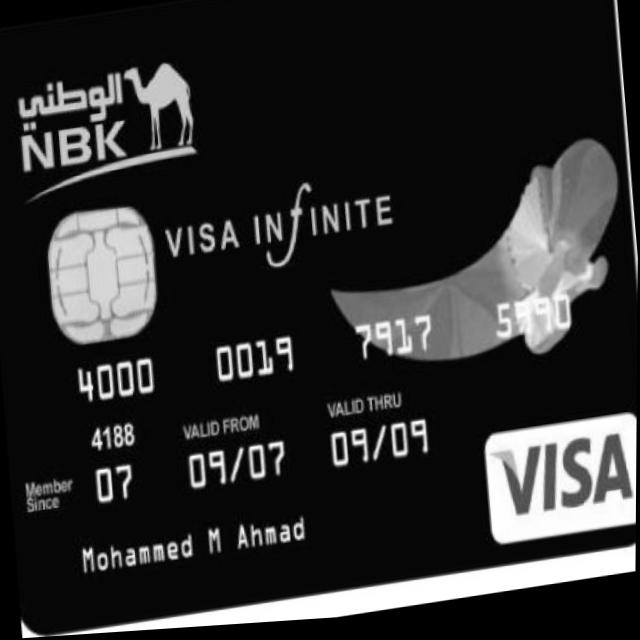 الوطني
NBK
VISA INfINITE
4000 0019 7917 5990
4188
VALID FROM
VALID THRU
Member Since
07
09/07
09/09
Mohammed M Ahmad
VISA